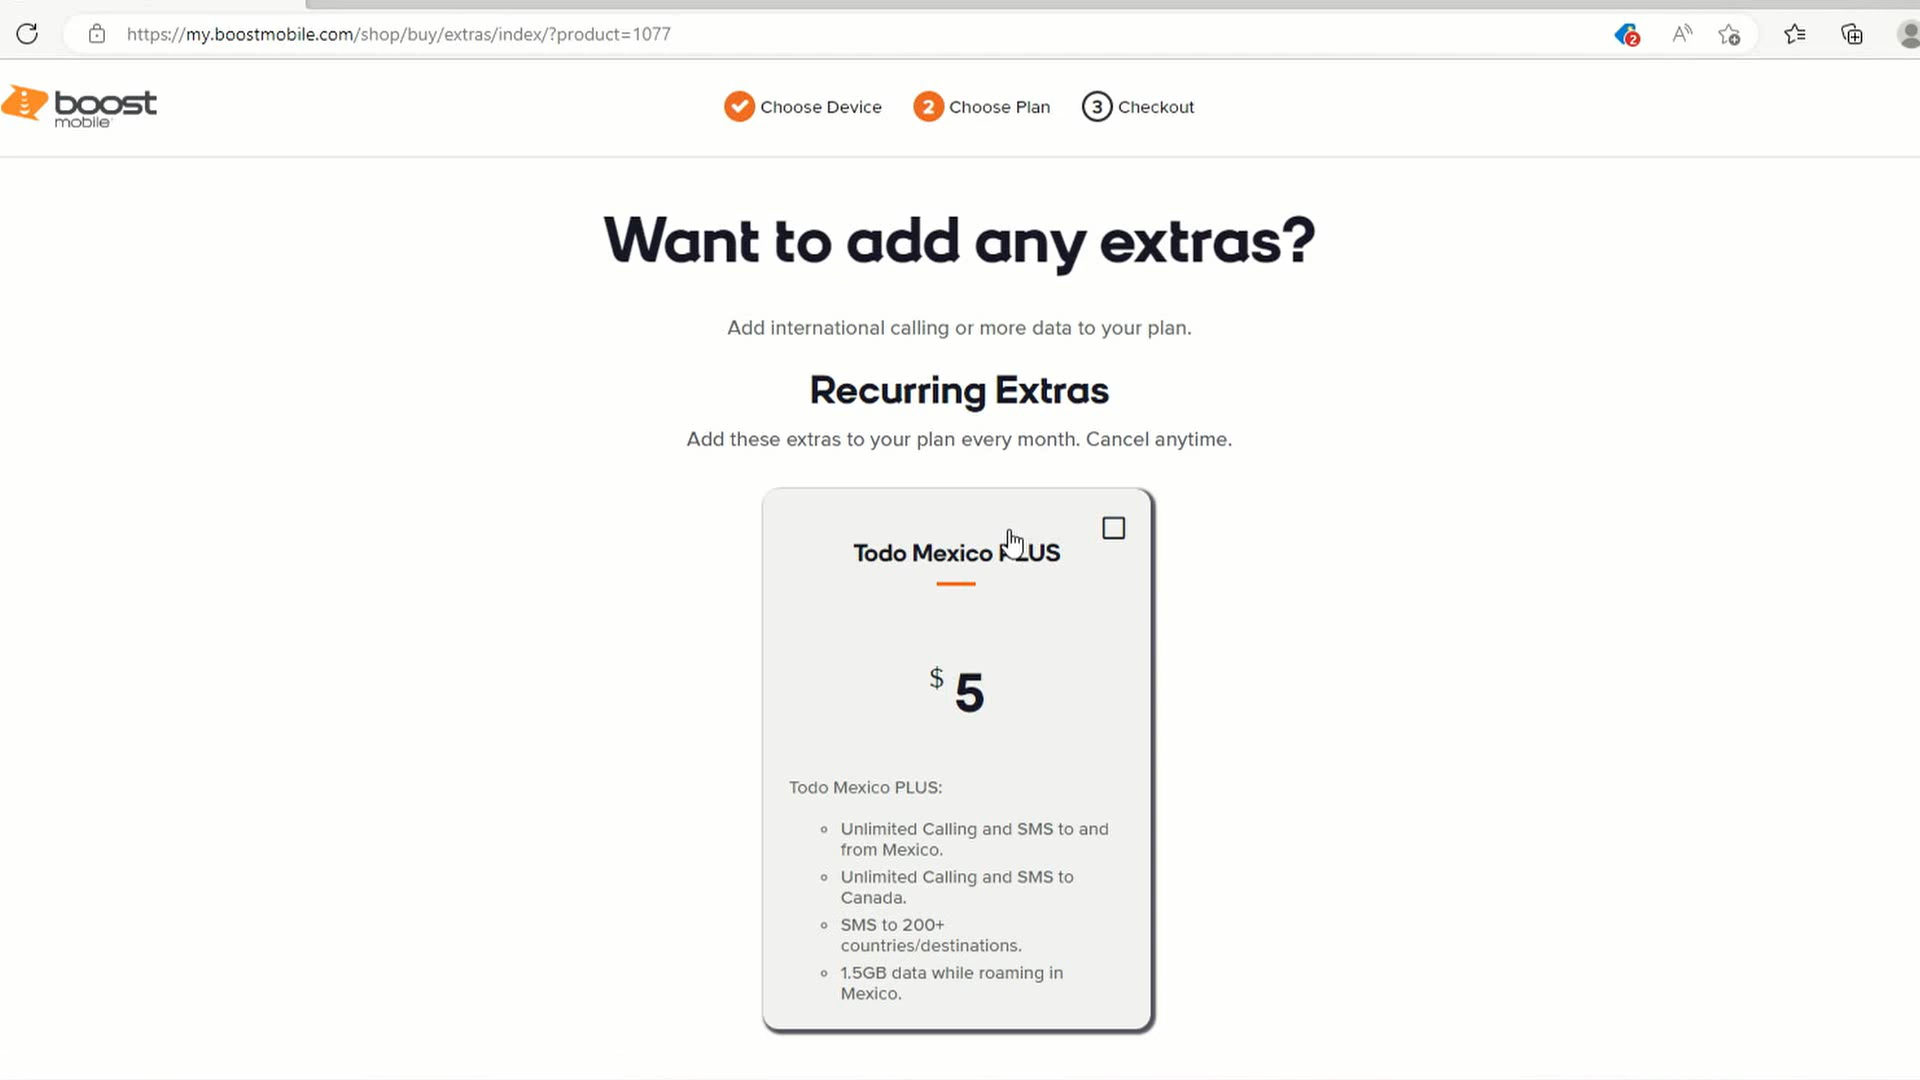 https://my.boostmobile.com/shop/buy/extras/index/?product=1077
2
boost
mobile
Choose Device
2 Choose Plan
3 Checkout
Want to add any extras?
Add international calling or more data to your plan.
Recurring Extras
Add these extras to your plan every month. Cancel anytime.
Todo Mexico PLUS
$ 5
Todo Mexico PLUS:
Unlimited Calling and SMS to and
from Mexico.
Unlimited Calling and SMS to
Canada.
SMS to 200+
countries/destinations.
1.5GB data while roaming in
Mexico.